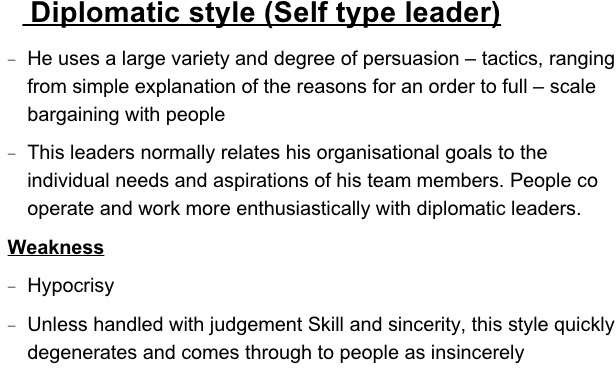 Diplomatic style (Self type leader)
– He uses a large variety and degree of persuasion – tactics, ranging
from simple explanation of the reasons for an order to full – scale
bargaining with people
– This leaders normally relates his organisational goals to the
individual needs and aspirations of his team members. People co
operate and work more enthusiastically with diplomatic leaders.
Weakness
– Hypocrisy
– Unless handled with judgement Skill and sincerity, this style quickly
degenerates and comes through to people as insincerely